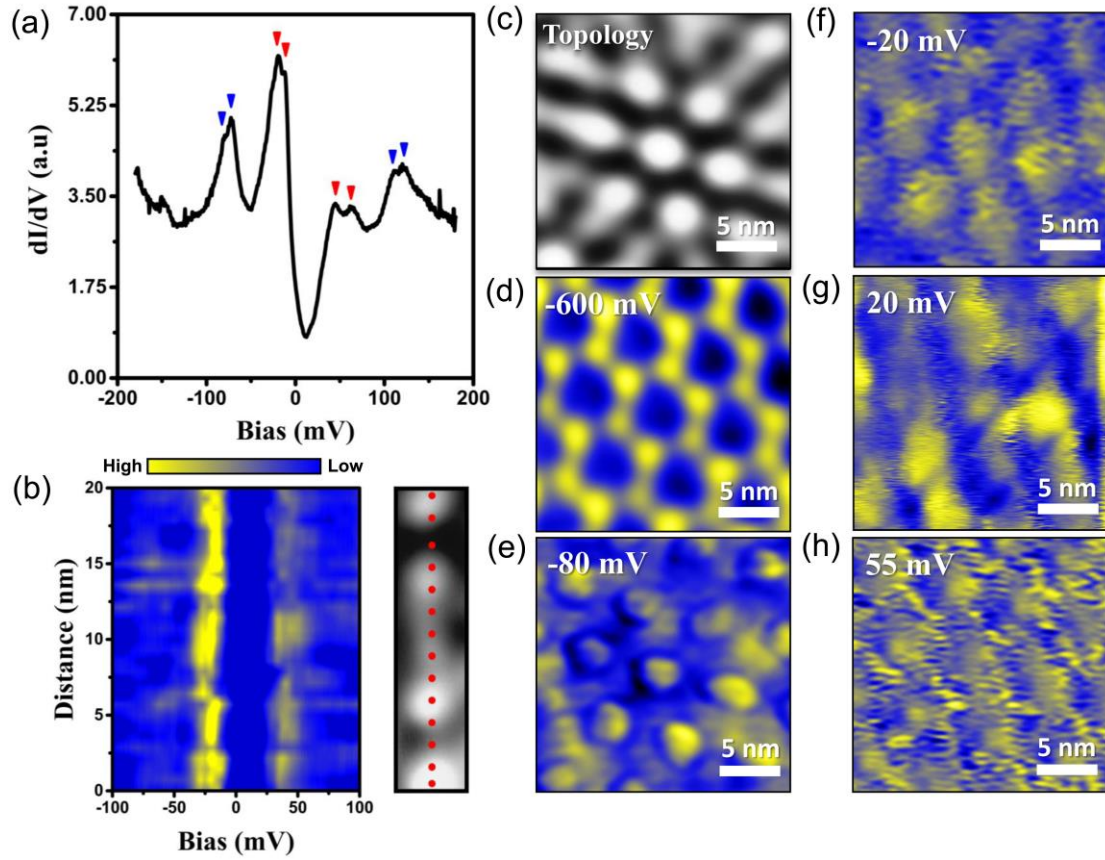 (a)
7.00
5.25
3.50
1.75
0.00
dI/dV (a.u)
-200
-100
0
100
200
Bias (mV)
High
Low
(b)
20
15
10
5
0
Distance (nm)
-100
-50
0
50
100
Bias (mV)
(c)
Topology
5 nm
(d)
-600 mV
5 nm
(e)
-80 mV
5 nm
(f)
-20 mV
5 nm
(g)
20 mV
5 nm
(h)
55 mV
5 nm